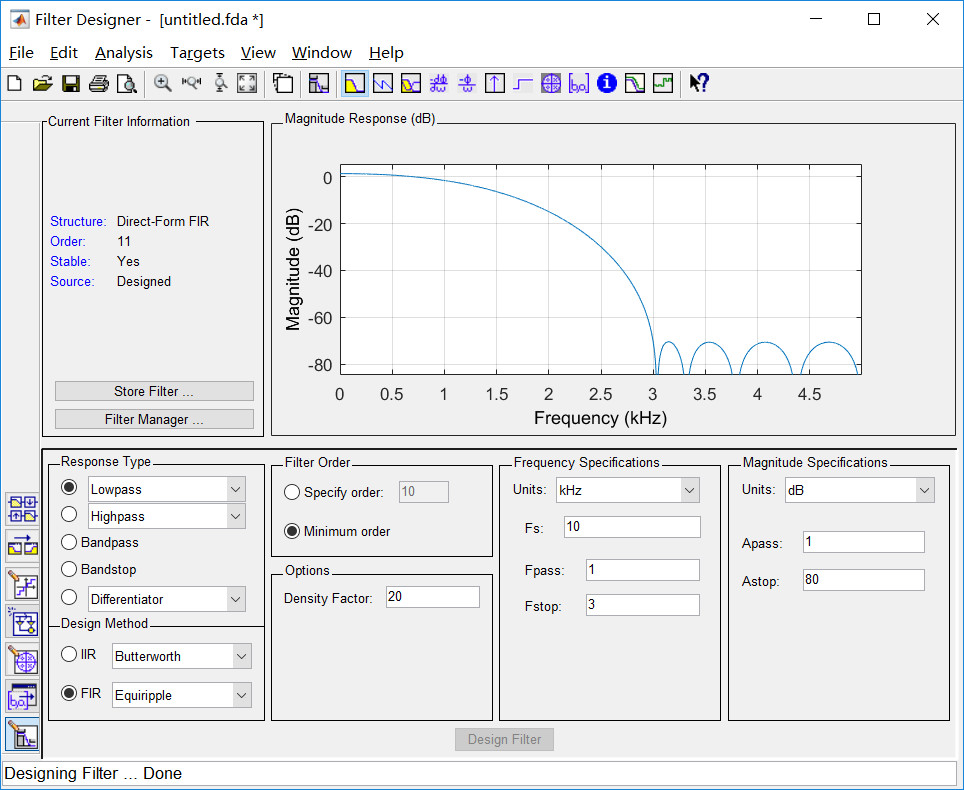 Filter Designer - [untitled.fda *]
File Edit Analysis Targets View Window Help
Current Filter Information
Structure: Direct-Form FIR
Order: 11
Stable: Yes
Source: Designed
Store Filter ...
Filter Manager ...
Magnitude Response (dB)
0
-20
-40
-60
-80
Magnitude (dB)
0 0.5 1 1.5 2 2.5 3 3.5 4 4.5
Frequency (kHz)
Response Type
Lowpass
Highpass
Bandpass
Bandstop
Differentiator
Design Method
IIR Butterworth
FIR Equiripple
Filter Order
Specify order: 10
Minimum order
Options
Density Factor: 20
Frequency Specifications
Units: kHz
Fs: 10
Fpass: 1
Fstop: 3
Magnitude Specifications
Units: dB
Apass: 1
Astop: 80
Design Filter
Designing Filter ... Done